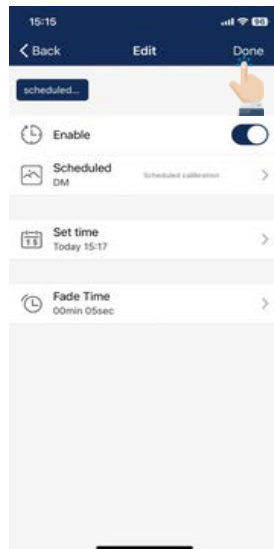 15:15
66
Back Edit Done
scheduled...
Enable
Scheduled
DM
Scheduled calibration
Set time
Today 15:17
Fade Time
00min 05sec